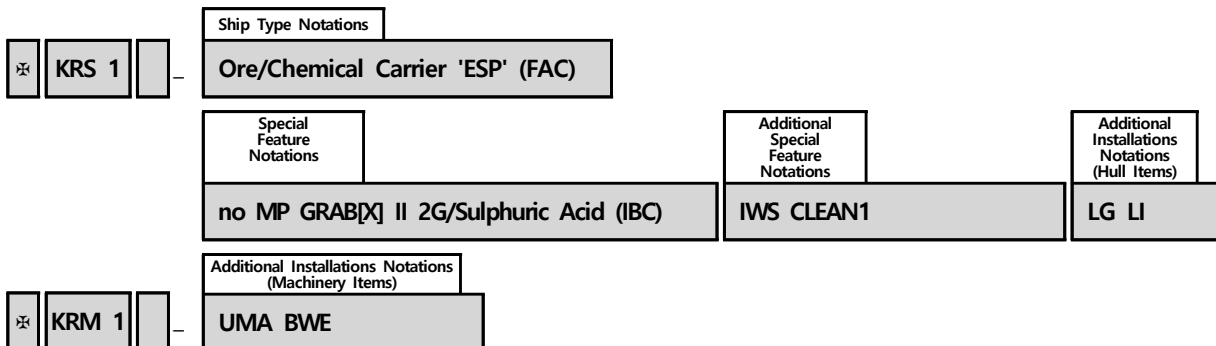 Ship Type Notations
✠ KRS 1 _ Ore/Chemical Carrier 'ESP' (FAC)
Special
Feature
Notations
Additional
Special
Feature
Notations
Additional
Installations
Notations
(Hull Items)
no MP GRAB[X] II 2G/Sulphuric Acid (IBC) IWS CLEAN1 LG LI
Additional Installations Notations
(Machinery Items)
✠ KRM 1 _ UMA BWE